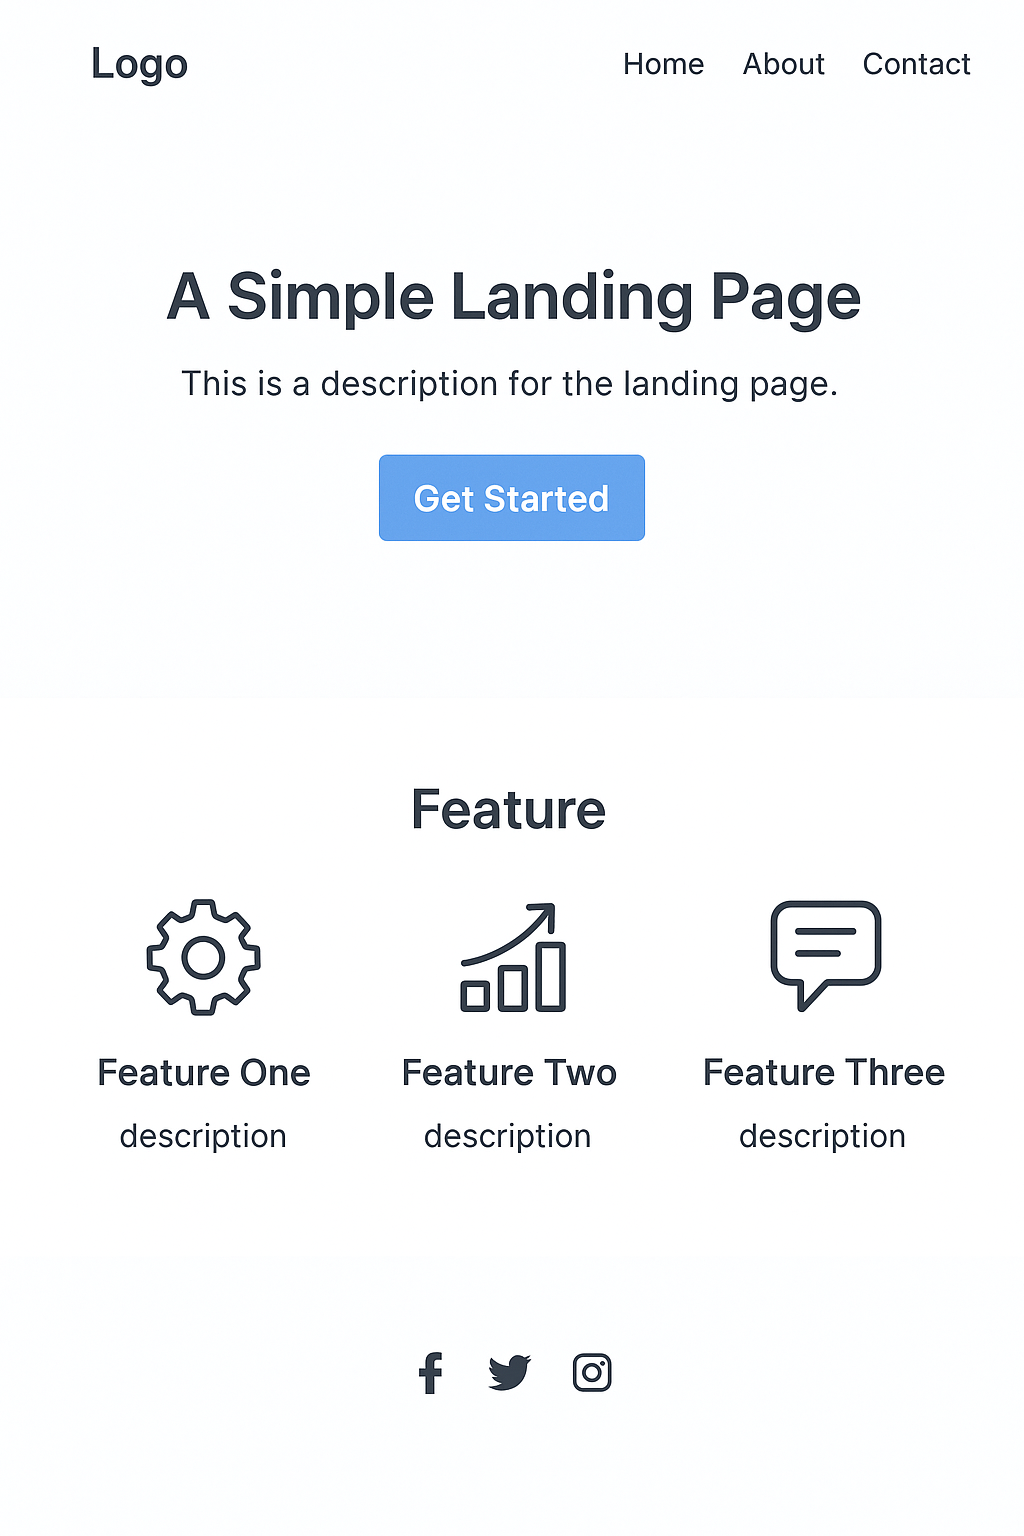 Logo
Home About Contact
A Simple Landing Page
This is a description for the landing page.
Get Started
Feature
Feature One Feature Two Feature Three
description description description